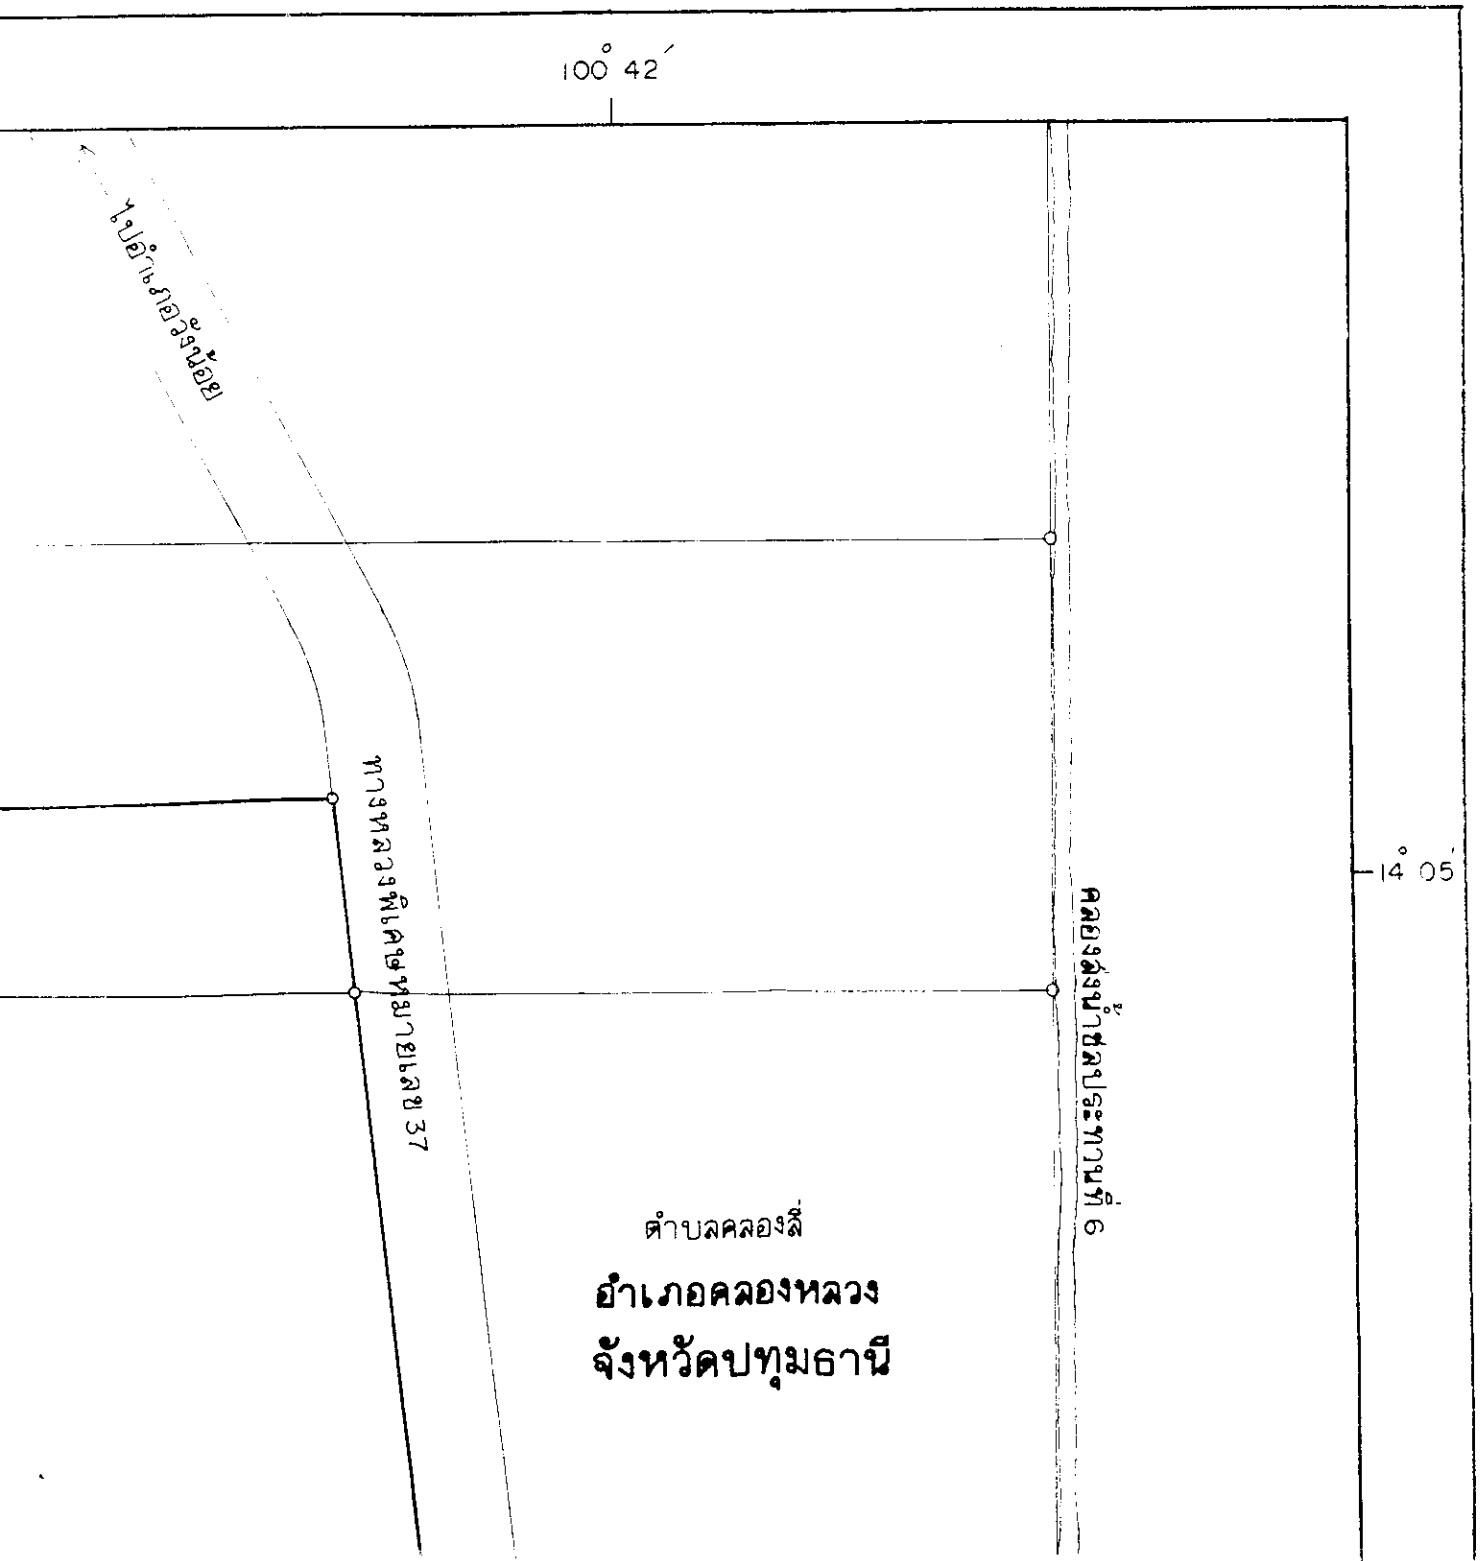 100° 42′
ไปอำเภอวังน้อย
ทางหลวงพิเศษหมายเลข 37
14° 05′
คลองส่งน้ำชลประทานที่ 6
ตำบลคลองสี่
อำเภอคลองหลวง
จังหวัดปทุมธานี